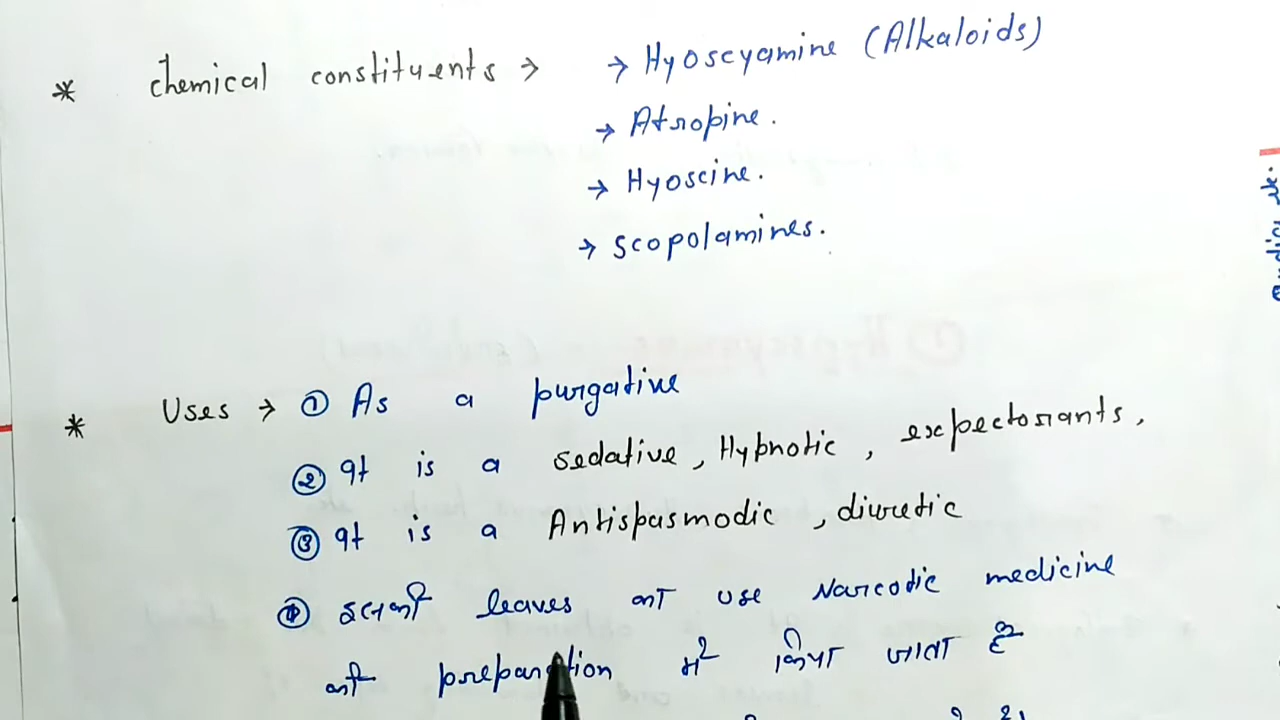 * Chemical constituents → → Hyoscyamine (Alkaloids)
→ Atropine.
→ Hyoscine.
→ Scopolamines.
* Uses → ① As a purgative
② It is a sedative, Hypnotic, expectorants,
③ It is a Antispasmodic, diuretic
④ इसकी leaves का use Narcotic medicine
की preparation में किया जाता है